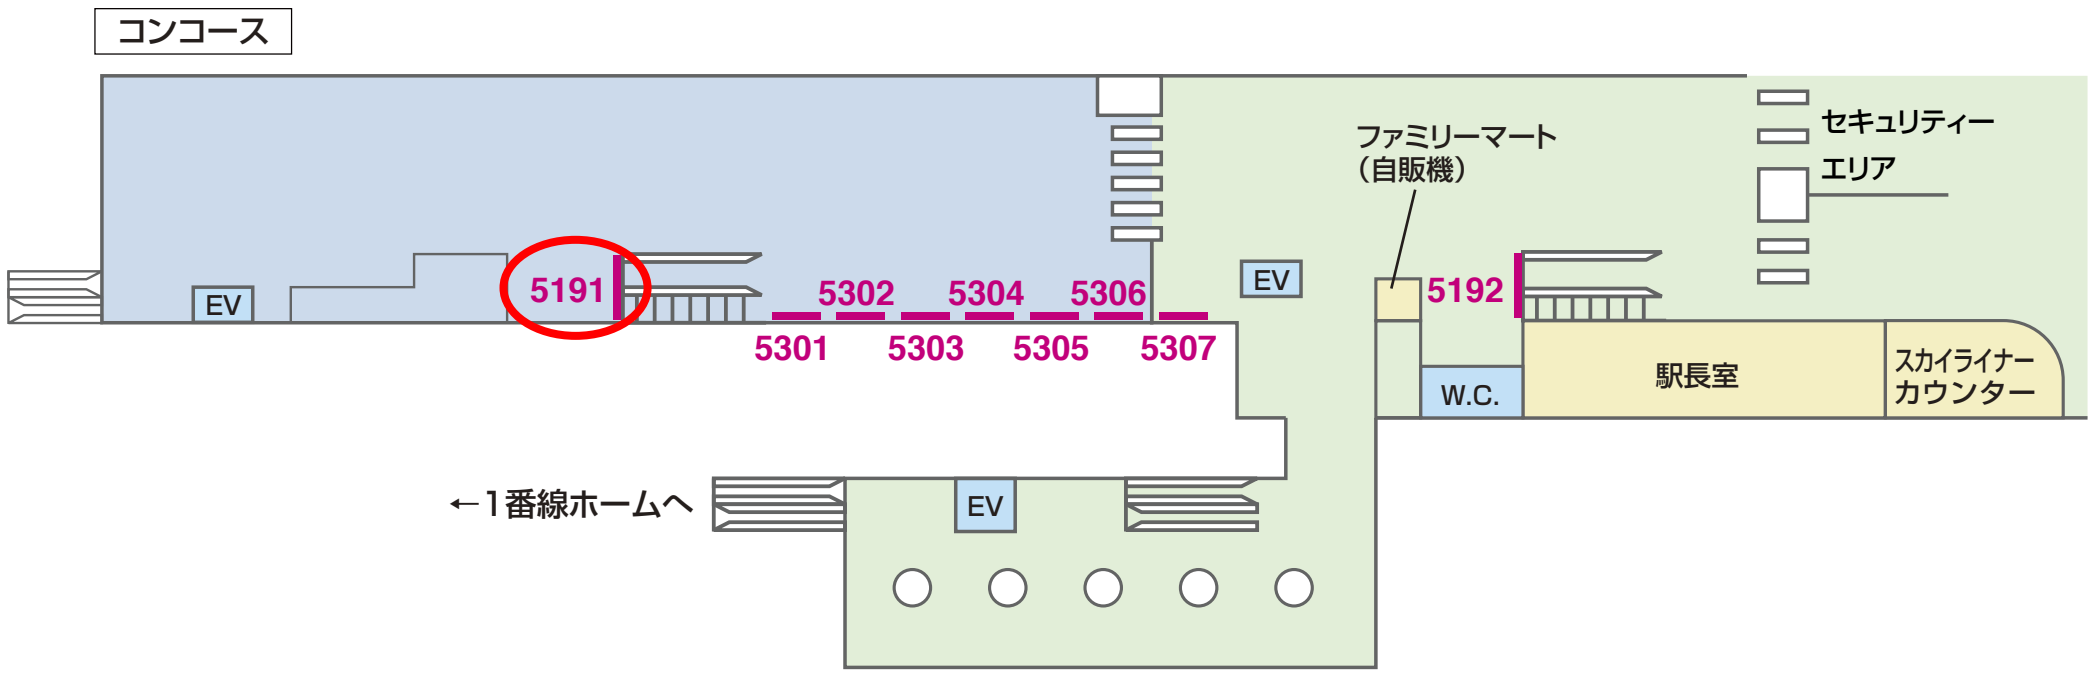 コンコース
セキュリティー
エリア
ファミリーマート
（自販機）
EV
5191
5302
5304
5306
EV
5192
5301
5303
5305
5307
W.C.
駅長室
スカイライナー
カウンター
←1番線ホームへ
EV